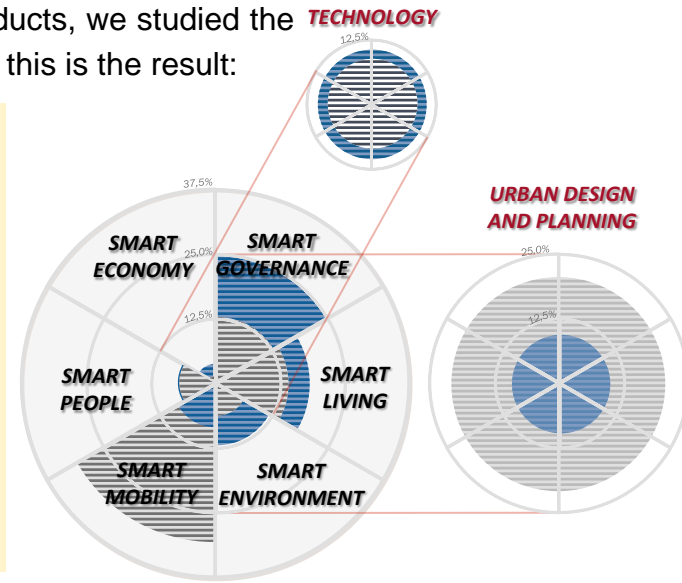 ducts, we studied the
this is the result:
TECHNOLOGY
12,5%
37,5%
SMART
ECONOMY
25,0%
SMART
GOVERNANCE
12,5%
SMART
PEOPLE
SMART
LIVING
SMART
MOBILITY
SMART
ENVIRONMENT
URBAN DESIGN
AND PLANNING
25,0%
12,5%